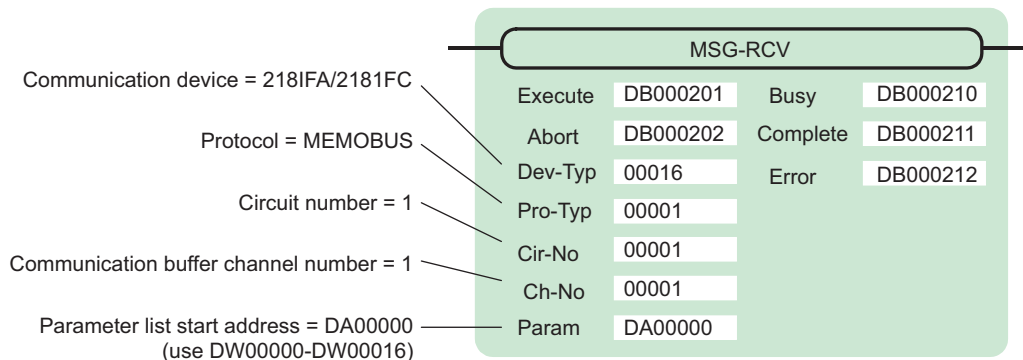 MSG-RCV
Communication device = 218IFA/2181FC
Protocol = MEMOBUS
Circuit number = 1
Communication buffer channel number = 1
Parameter list start address = DA00000
(use DW00000-DW00016)
Execute DB000201 Busy DB000210
Abort DB000202 Complete DB000211
Dev-Typ 00016 Error DB000212
Pro-Typ 00001
Cir-No 00001
Ch-No 00001
Param DA00000